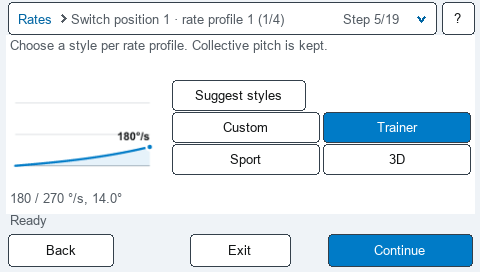 Rates > Switch position 1 · rate profile 1 (1/4) Step 5/19 ?
Choose a style per rate profile. Collective pitch is kept.
Suggest styles
Custom Trainer
180°/s
Sport 3D
180 / 270 °/s, 14.0°
Ready
Back Exit Continue